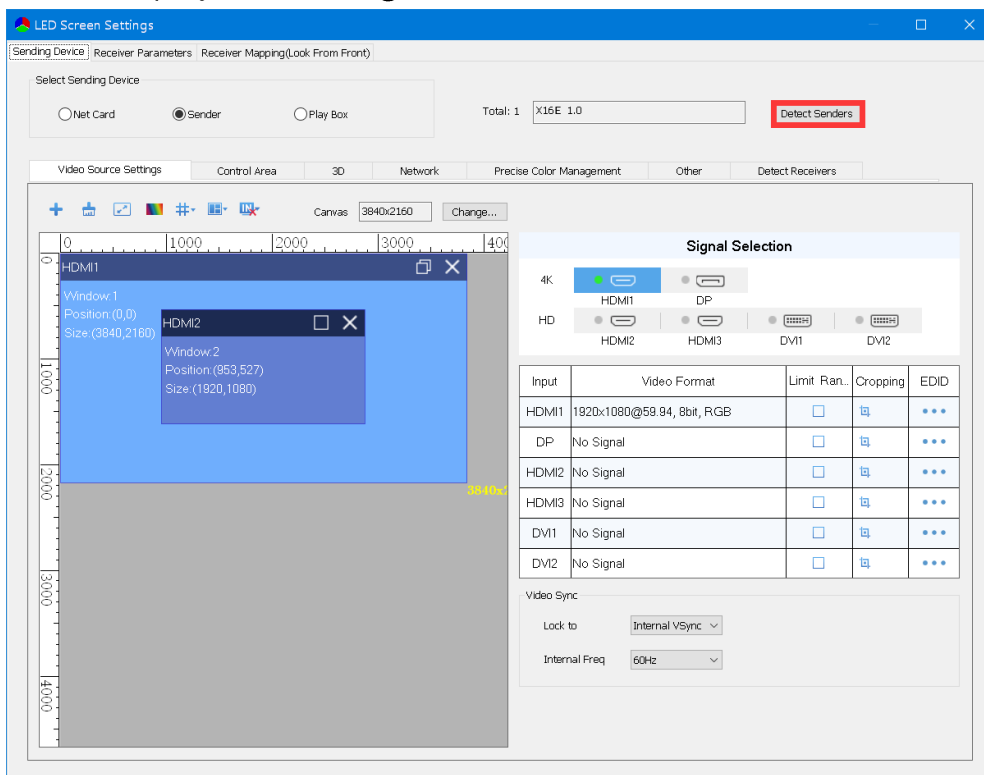 LED Screen Settings
Sending Device Receiver Parameters Receiver Mapping(Look From Front)
Select Sending Device
Net Card Sender Play Box
Total: 1 X16E 1.0 Detect Senders
Video Source Settings Control Area 3D Network Precise Color Management Other Detect Receivers
Canvas 3840x2160 Change...
0 1000 2000 3000 400
Signal Selection
0
HDMI1
Window:1
Position:(0,0)
Size:(3840,2160)
HDMI2
Window:2
Position:(953,527)
Size:(1920,1080)
1000
2000
3840x2
3000
4000
4K
HDMI1 DP
HD
HDMI2 HDMI3 DVI1 DVI2
Input Video Format Limit Ran... Cropping EDID
HDMI1 1920x1080@59.94, 8bit, RGB
DP No Signal
HDMI2 No Signal
HDMI3 No Signal
DVI1 No Signal
DVI2 No Signal
Video Sync
Lock to Internal VSync
Internal Freq 60Hz